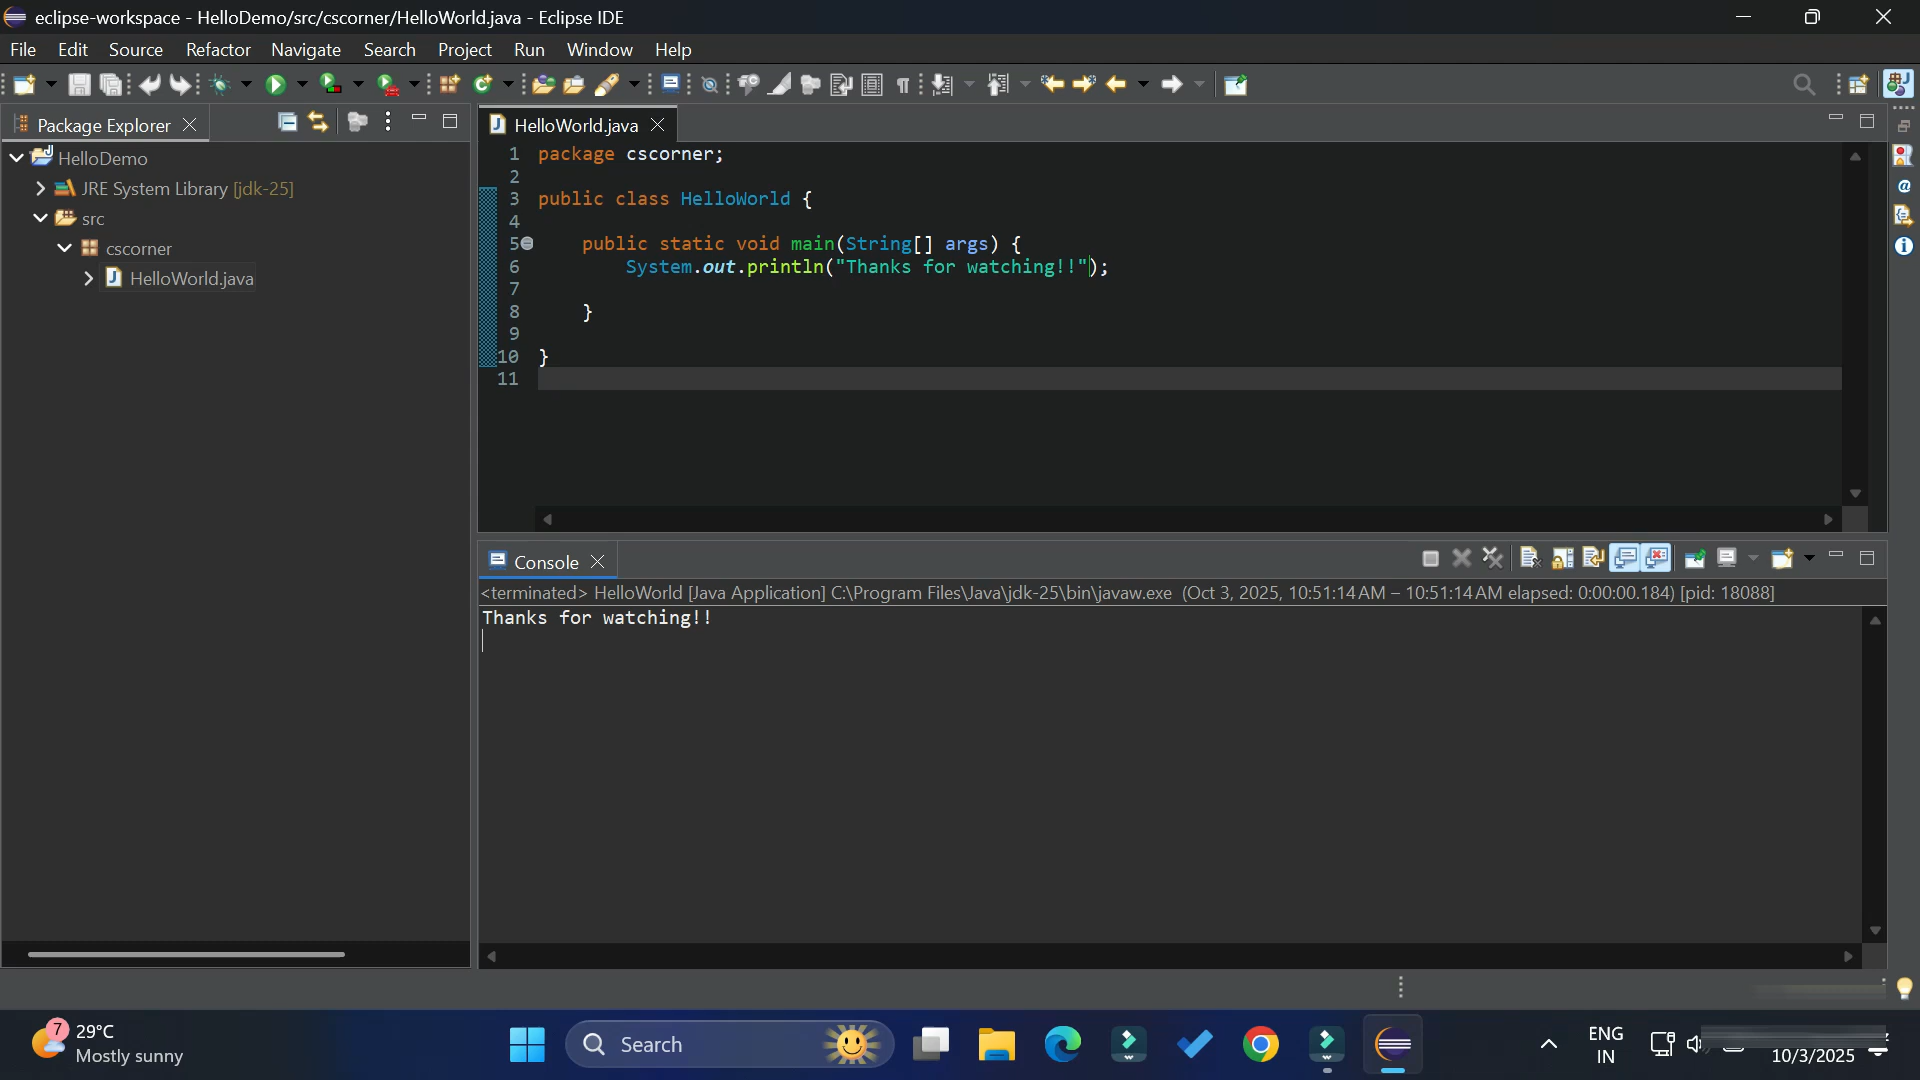 eclipse-workspace - HelloDemo/src/cscorner/HelloWorld.java - Eclipse IDE
File Edit Source Refactor Navigate Search Project Run Window Help
Package Explorer
HelloDemo
JRE System Library [jdk-25]
src
cscorner
HelloWorld.java
HelloWorld.java
1 package cscorner;
2
3 public class HelloWorld {
4
5 public static void main(String[] args) {
6 System.out.println("Thanks for watching!!");
7
8 }
9
10 }
11
Console
<terminated> HelloWorld [Java Application] C:\Program Files\Java\jdk-25\bin\javaw.exe (Oct 3, 2025, 10:51:14 AM – 10:51:14 AM elapsed: 0:00:00.184) [pid: 18088]
Thanks for watching!!
7
29°C
Mostly sunny
Search
ENG
IN
10/3/2025